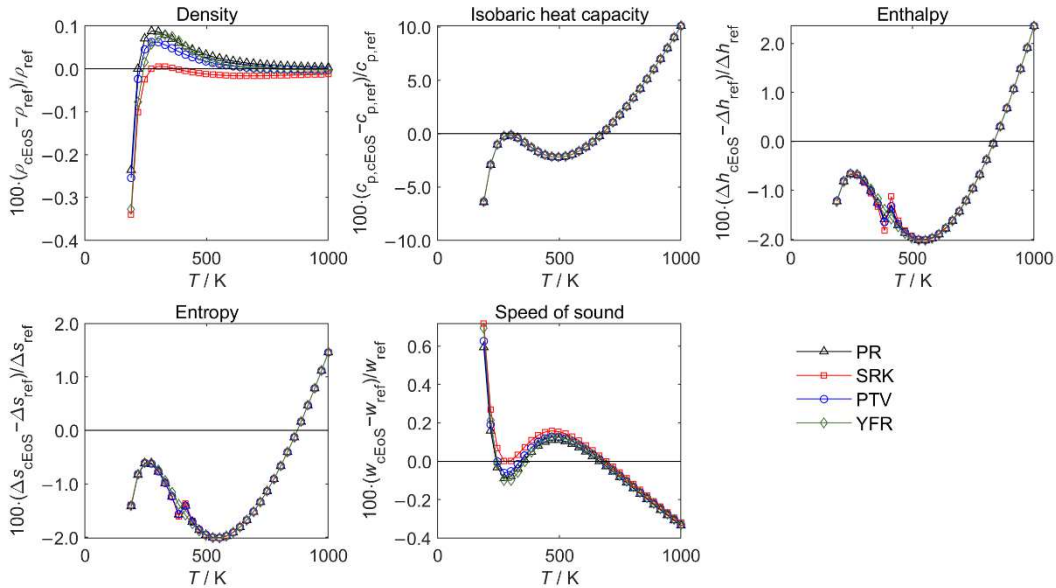 Density
100·(ρcEoS−ρref)/ρref
0.1
0.0
−0.1
−0.2
−0.3
−0.4
0
500
1000
T / K
Isobaric heat capacity
100·(cp,cEoS−cp,ref)/cp,ref
10.0
5.0
0.0
−5.0
−10.0
0
500
1000
T / K
Enthalpy
100·(ΔhcEoS−Δhref)/Δhref
2.0
1.0
0.0
−1.0
−2.0
0
500
1000
T / K
Entropy
100·(ΔscEoS−Δsref)/Δsref
2.0
1.0
0.0
−1.0
−2.0
0
500
1000
T / K
Speed of sound
100·(wcEoS−wref)/wref
0.6
0.4
0.2
0.0
−0.2
−0.4
0
500
1000
T / K
PR
SRK
PTV
YFR